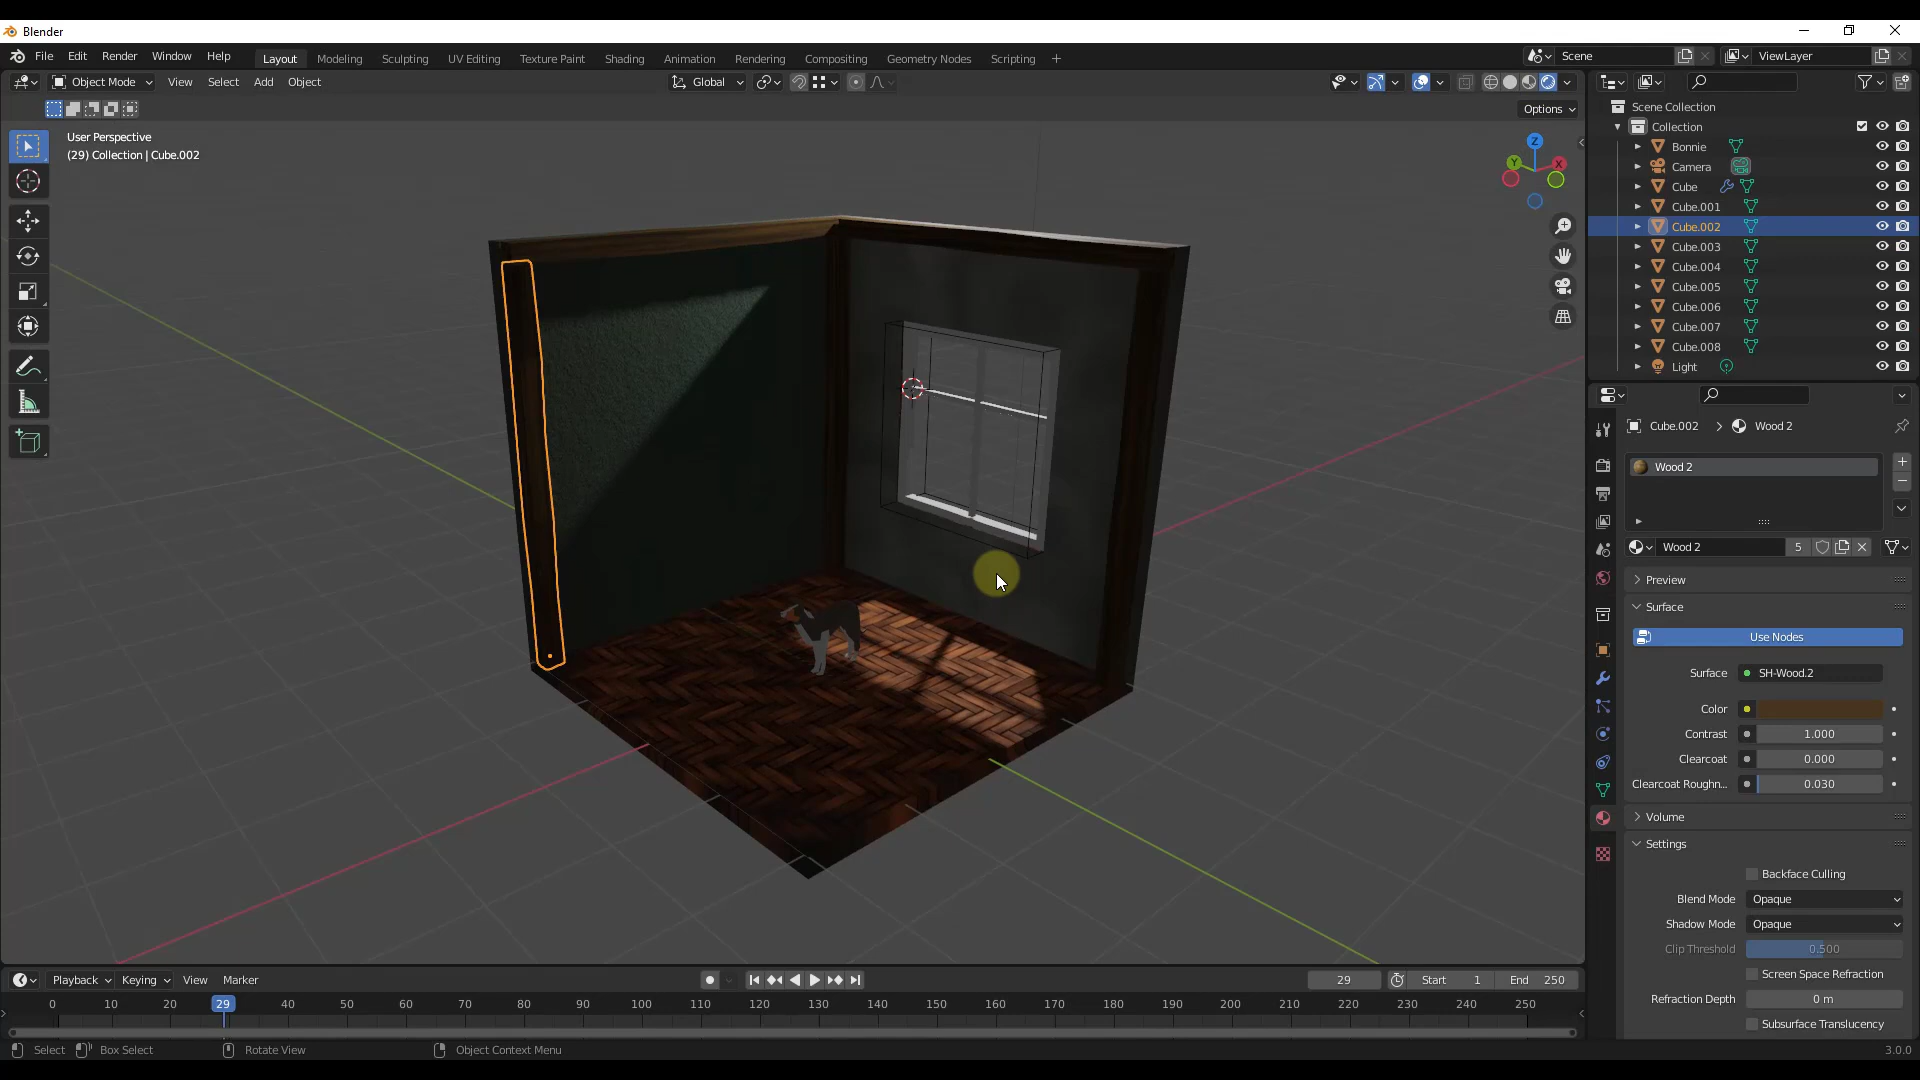 Blender
File Edit Render Window Help Layout Modeling Sculpting UV Editing Texture Paint Shading Animation Rendering Compositing Geometry Nodes Scripting + Scene ViewLayer
Object Mode View Select Add Object Global
Options
User Perspective
(29) Collection | Cube.002
Z
Y
X
Scene Collection
Collection
Bonnie
Camera
Cube
Cube.001
Cube.002
Cube.003
Cube.004
Cube.005
Cube.006
Cube.007
Cube.008
Light
Cube.002 > Wood 2
Wood 2
Wood 2 5
Preview
Surface
Use Nodes
Surface SH-Wood.2
Color
Contrast 1.000
Clearcoat 0.000
Clearcoat Roughn... 0.030
Volume
Settings
Backface Culling
Blend Mode Opaque
Shadow Mode Opaque
Clip Threshold 0.500
Screen Space Refraction
Refraction Depth 0 m
Subsurface Translucency
Playback Keying View Marker 29 Start 1 End 250
0 10 20 29 40 50 60 70 80 90 100 110 120 130 140 150 160 170 180 190 200 210 220 230 240 250
Select Box Select Rotate View Object Context Menu 3.0.0